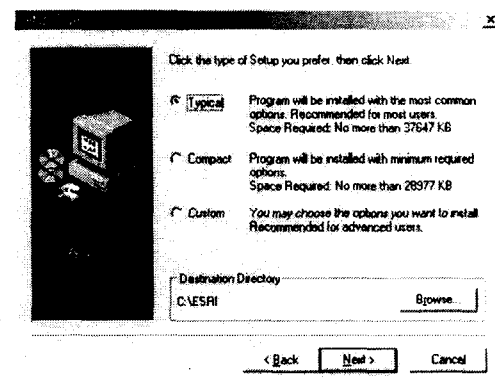 Click the type of Setup you prefer, then click Next.
Typical
Program will be installed with the most common
options. Recommended for most users.
Space Required: No more than 37647 KB
Compact
Program will be installed with minimum required
options.
Space Required: No more than 28977 KB
Custom
You may choose the options you want to install.
Recommended for advanced users.
Destination Directory
C:\ESRI
Browse...
< Back
Next >
Cancel